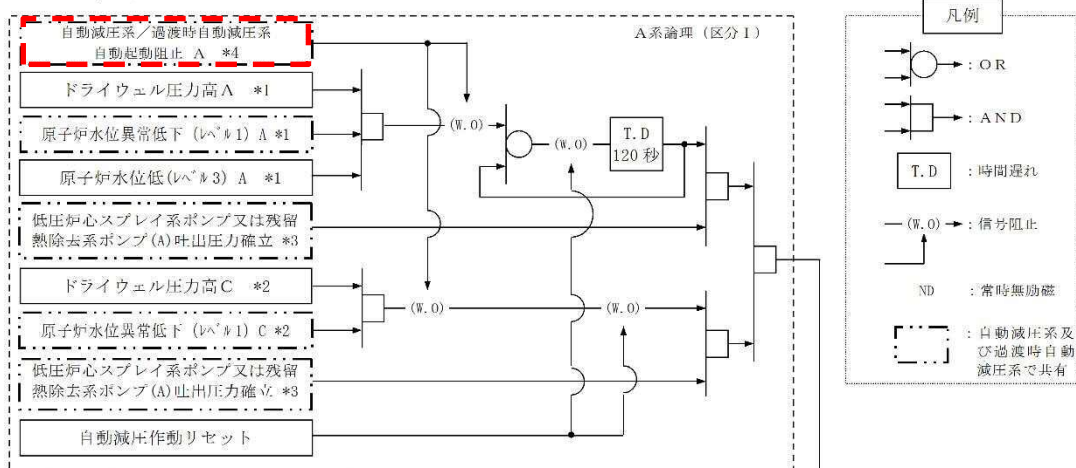 自動減圧系／過渡時自動減圧系
自動起動阻止 A *4
ドライウェル圧力高A *1
原子炉水位異常低下(ﾚﾍﾞﾙ1) A *1
原子炉水位低(ﾚﾍﾞﾙ3) A *1
低圧炉心スプレイ系ポンプ又は残留
熱除去系ポンプ(A)吐出圧力確立 *3
ドライウェル圧力高C *2
原子炉水位異常低下(ﾚﾍﾞﾙ1) C *2
低圧炉心スプレイ系ポンプ又は残留
熱除去系ポンプ(A)吐出圧力確立 *3
自動減圧作動リセット
A系論理（区分Ⅰ）
(W.O)
(W.O)
T.D
120秒
(W.O)
(W.O)
凡例
：OR
：AND
T.D
：時間遅れ
(W.O)
：信号阻止
ND
：常時無励磁
：自動減圧系及
び過渡時自動
減圧系で共有